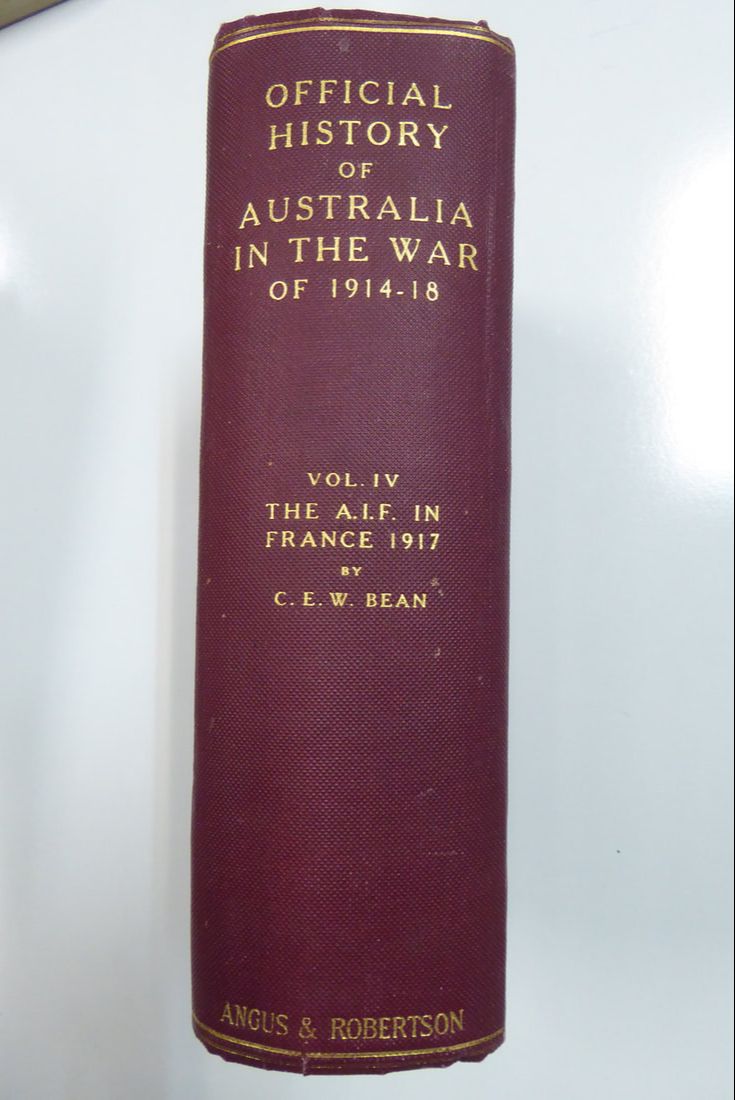 OFFICIAL
HISTORY
OF
AUSTRALIA
IN THE WAR
OF 1914-18
VOL. IV
THE A.I.F. IN
FRANCE 1917
BY
C. E. W. BEAN
ANGUS & ROBERTSON